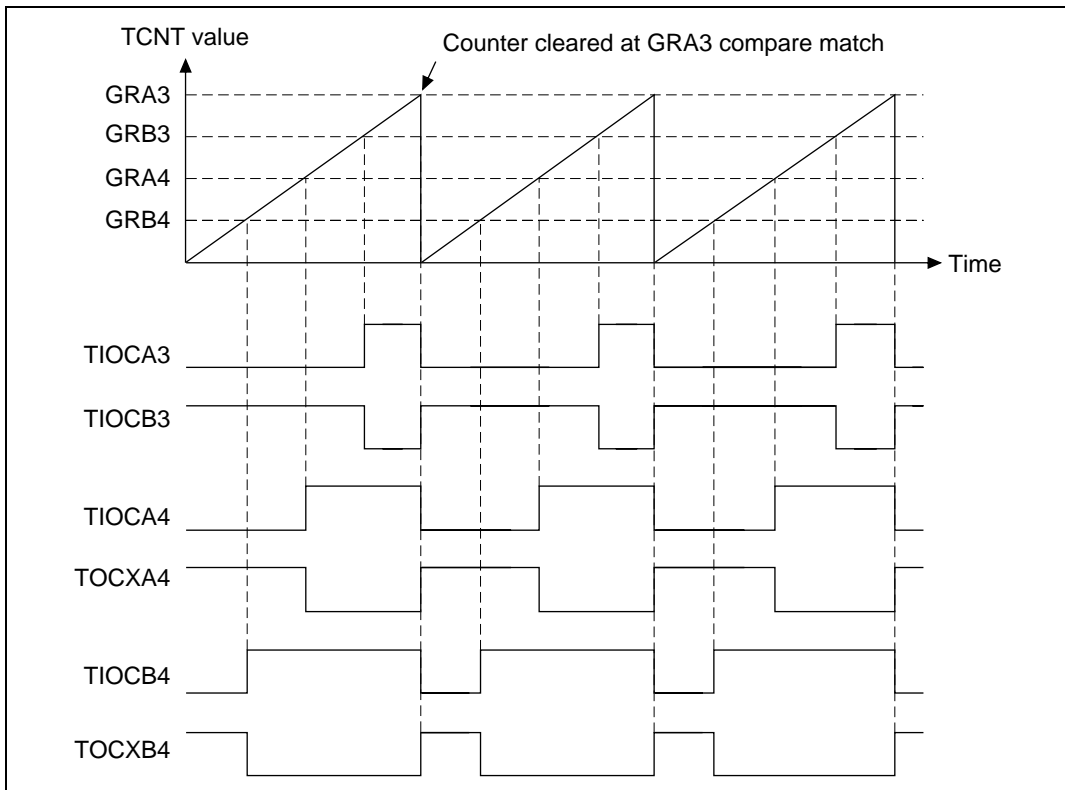 TCNT value
Counter cleared at GRA3 compare match
GRA3
GRB3
GRA4
GRB4
Time
TIOCA3
TIOCB3
TIOCA4
TOCXA4
TIOCB4
TOCXB4